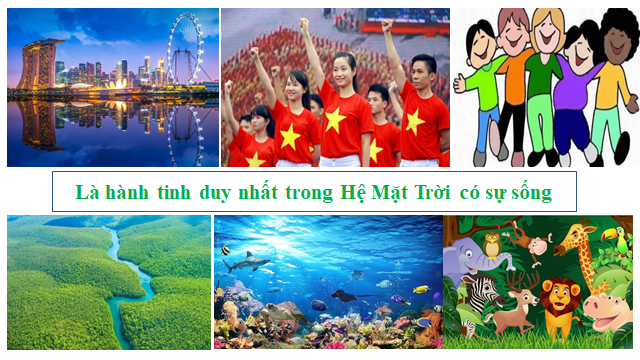 Là hành tinh duy nhất trong Hệ Mặt Trời có sự sống